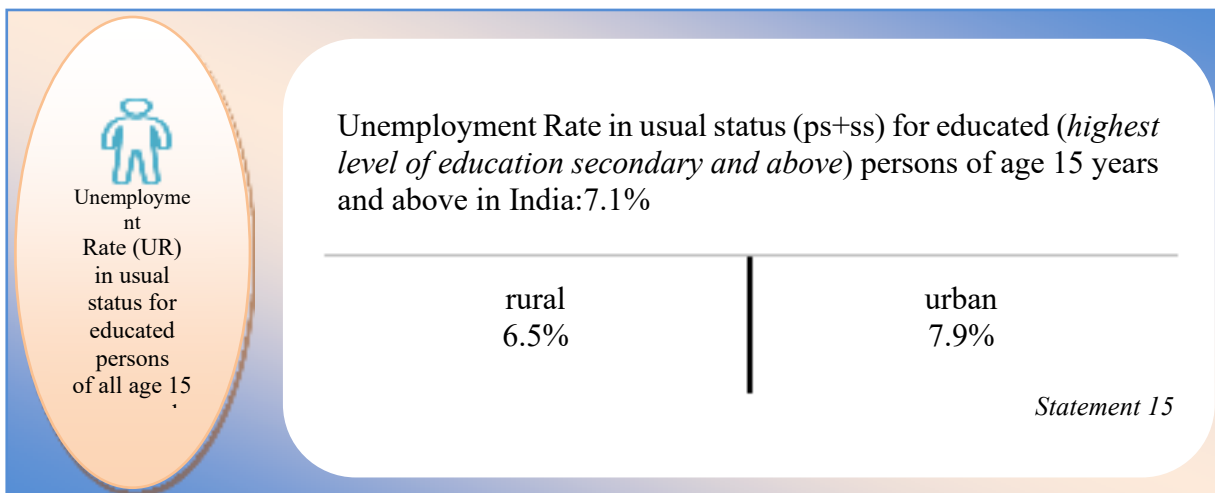 Unemployme
nt
Rate (UR)
in usual
status for
educated
persons
of all age 15
Unemployment Rate in usual status (ps+ss) for educated (highest
level of education secondary and above) persons of age 15 years
and above in India:7.1%
rural
6.5%
urban
7.9%
Statement 15